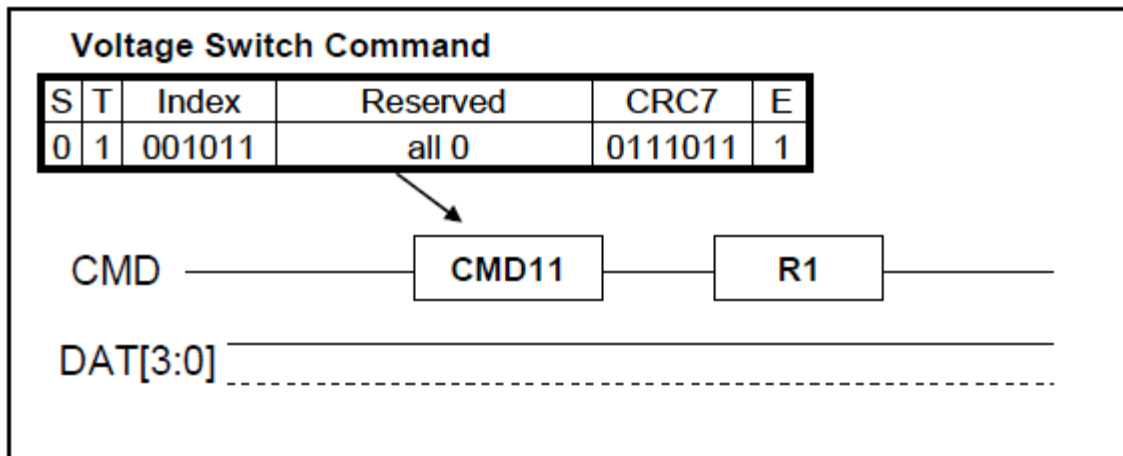 Voltage Switch Command
S T Index Reserved CRC7 E
0 1 001011 all 0 0111011 1
CMD CMD11 R1
DAT[3:0]